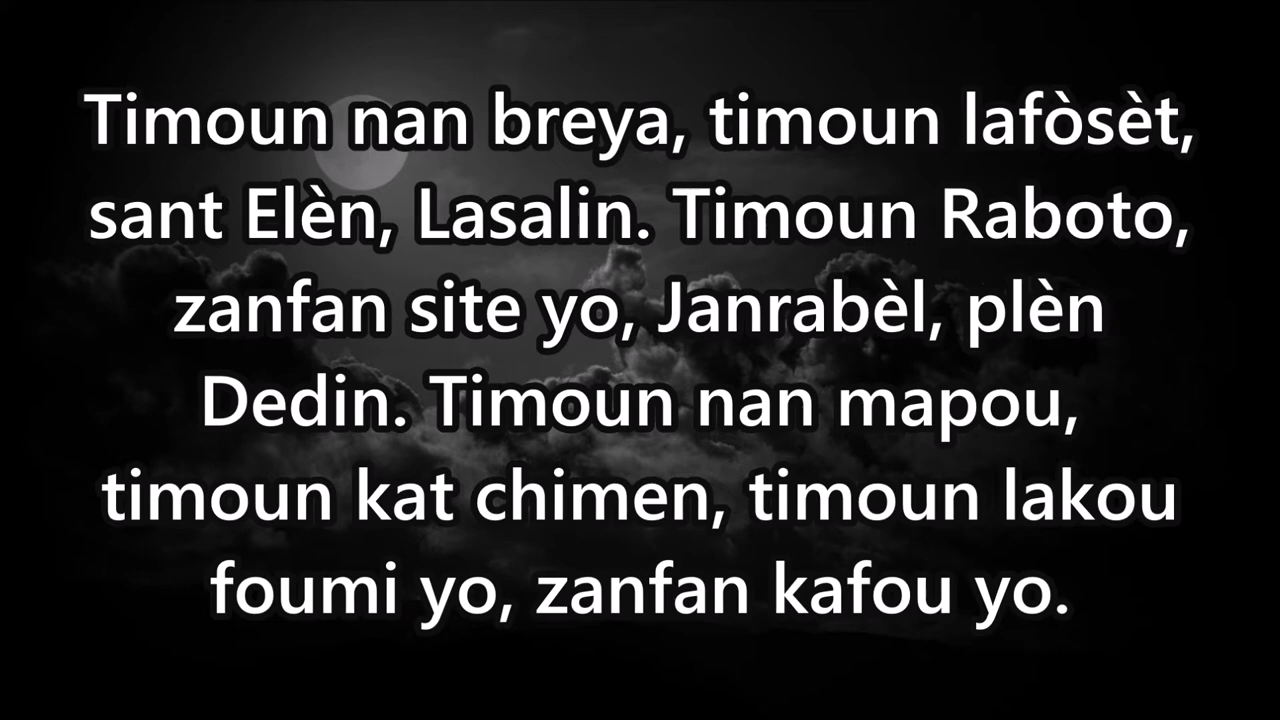 Timoun nan breya, timoun lafòsèt,
sant Elèn, Lasalin. Timoun Raboto,
zanfan site yo, Janrabèl, plèn
Dedin. Timoun nan mapou,
timoun kat chimen, timoun lakou
foumi yo, zanfan kafou yo.